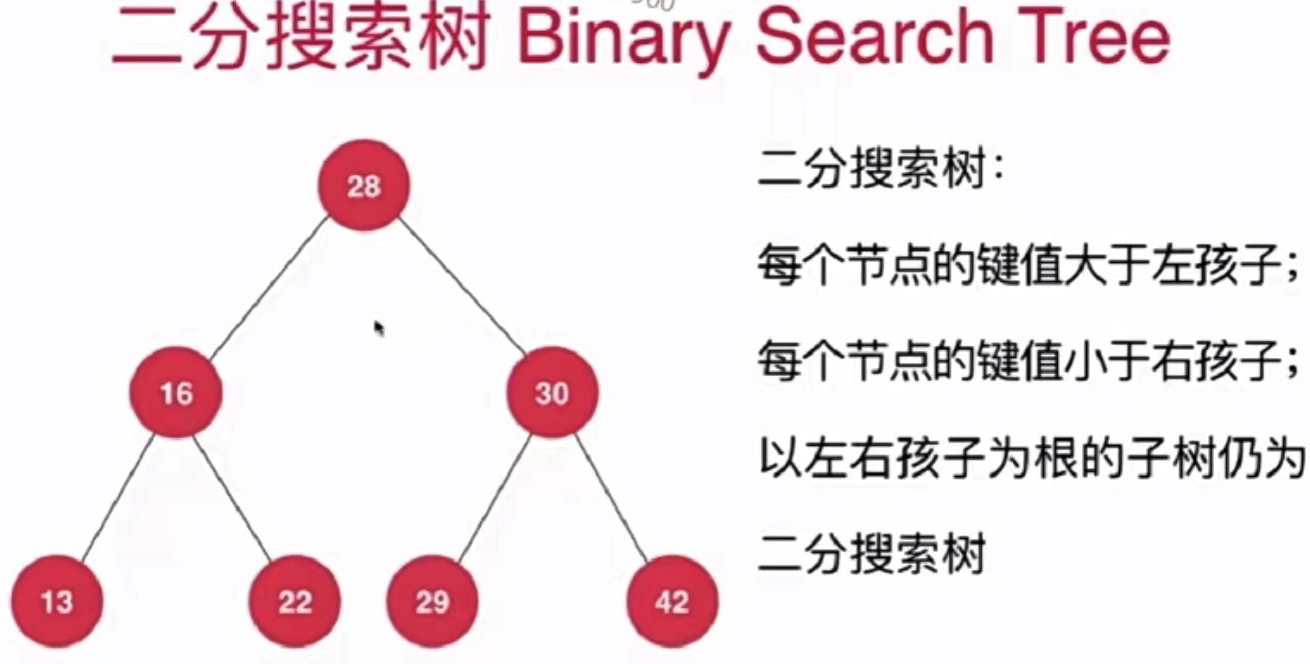 二分搜索树 Binary Search Tree
28
16
30
13
22
29
42
二分搜索树：
每个节点的键值大于左孩子；
每个节点的键值小于右孩子；
以左右孩子为根的子树仍为
二分搜索树